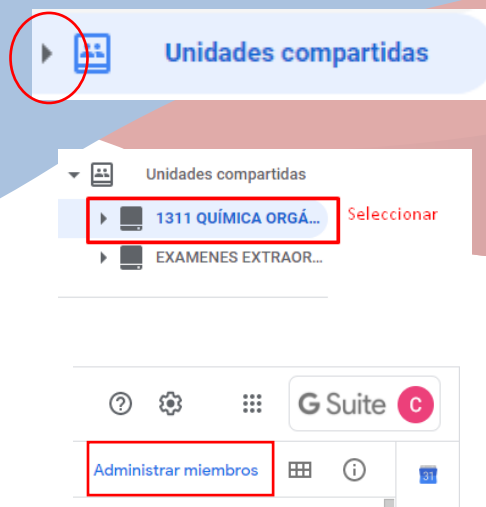 Unidades compartidas
Unidades compartidas
1311 QUÍMICA ORGÁ...
Seleccionar
EXAMENES EXTRAOR...
G Suite
C
Administrar miembros
31